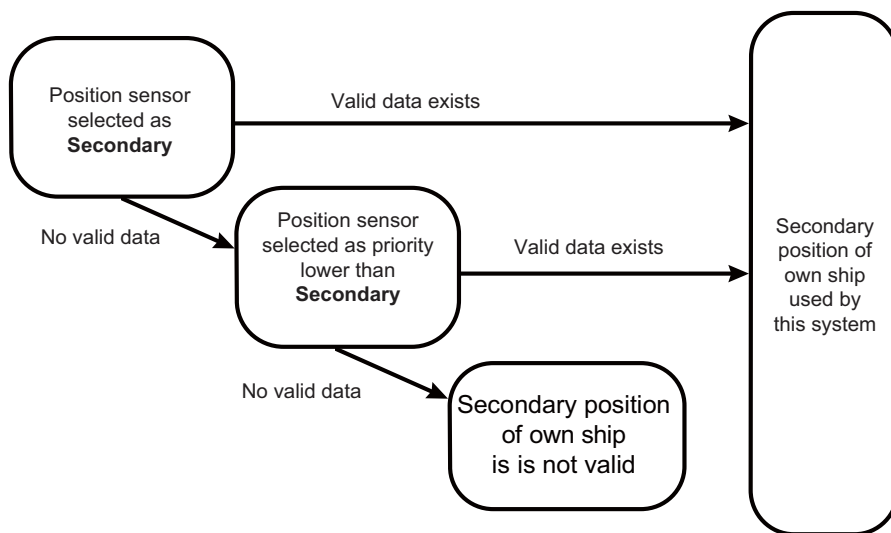 Position sensor
selected as
Secondary
Valid data exists
No valid data
Position sensor
selected as priority
lower than
Secondary
Valid data exists
No valid data
Secondary position
of own ship
is is not valid
Secondary
position of
own ship
used by
this system